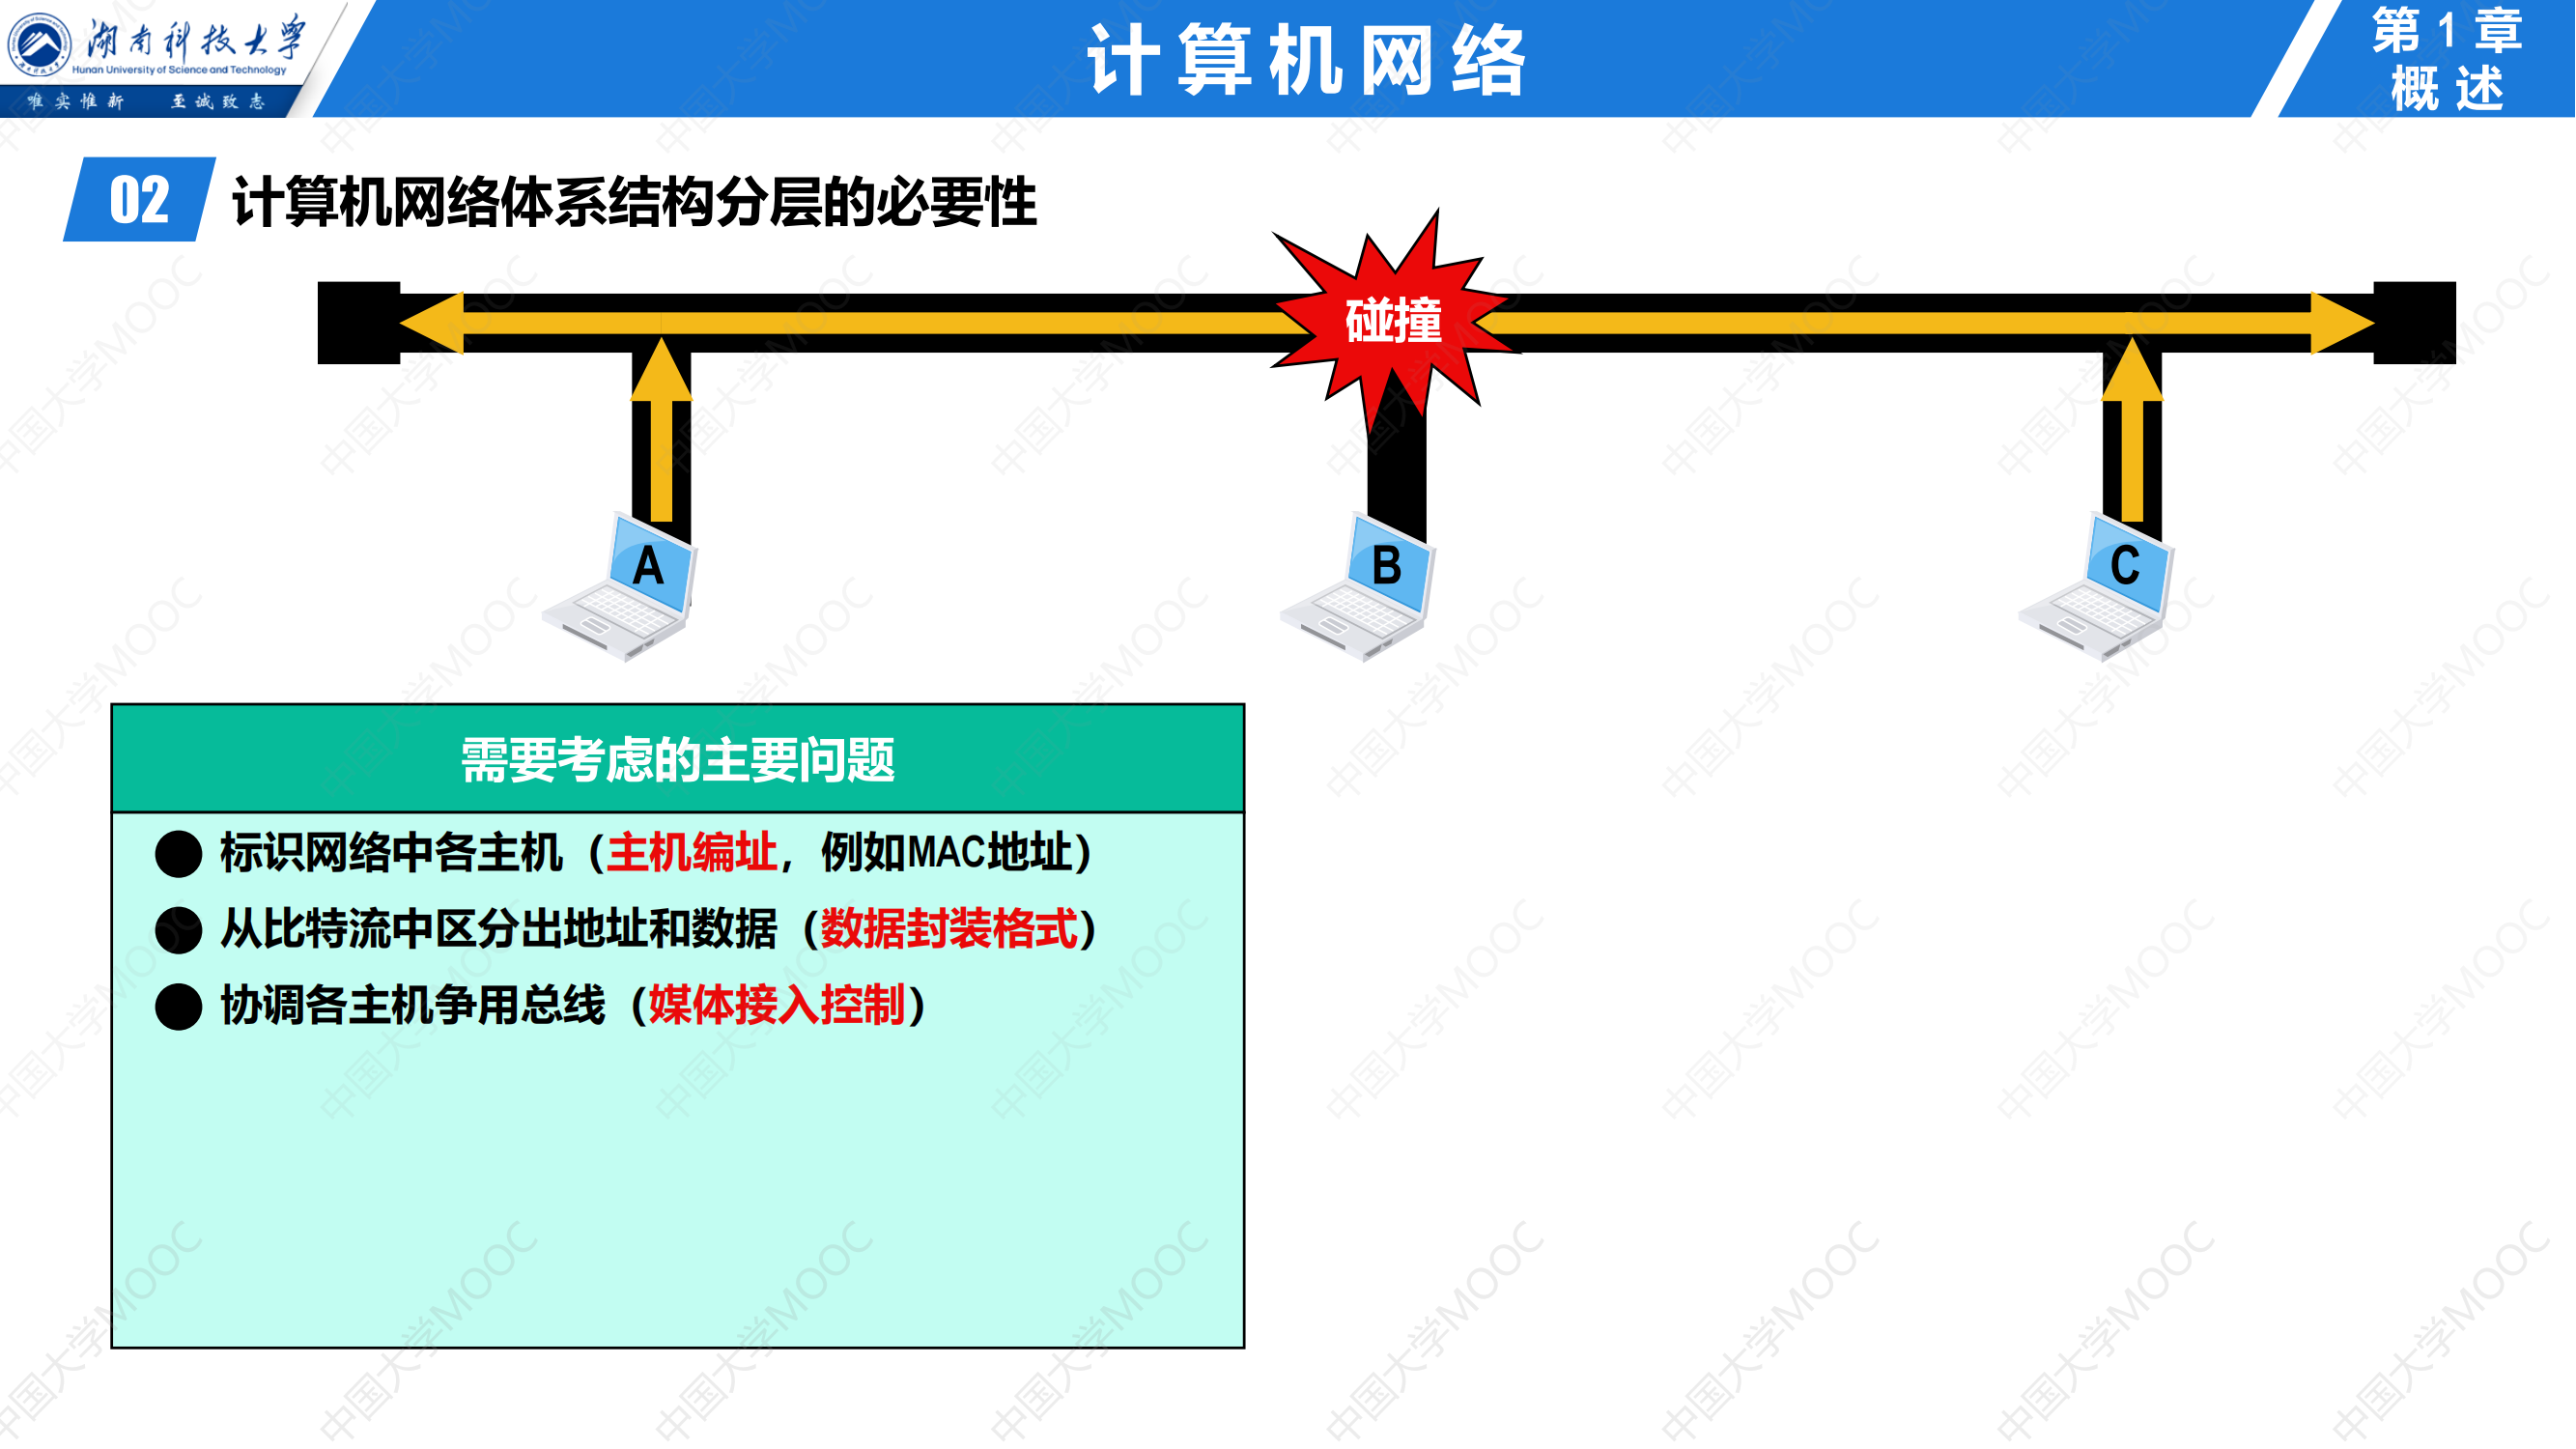 湖南科技大学
Hunan University of Science and Technology
唯实惟新 至诚致志
计算机网络
第1章
概述
02 计算机网络体系结构分层的必要性
碰撞
A
B
C
需要考虑的主要问题
标识网络中各主机（主机编址，例如MAC地址）
从比特流中区分出地址和数据（数据封装格式）
协调各主机争用总线（媒体接入控制）
中国大学MOOC